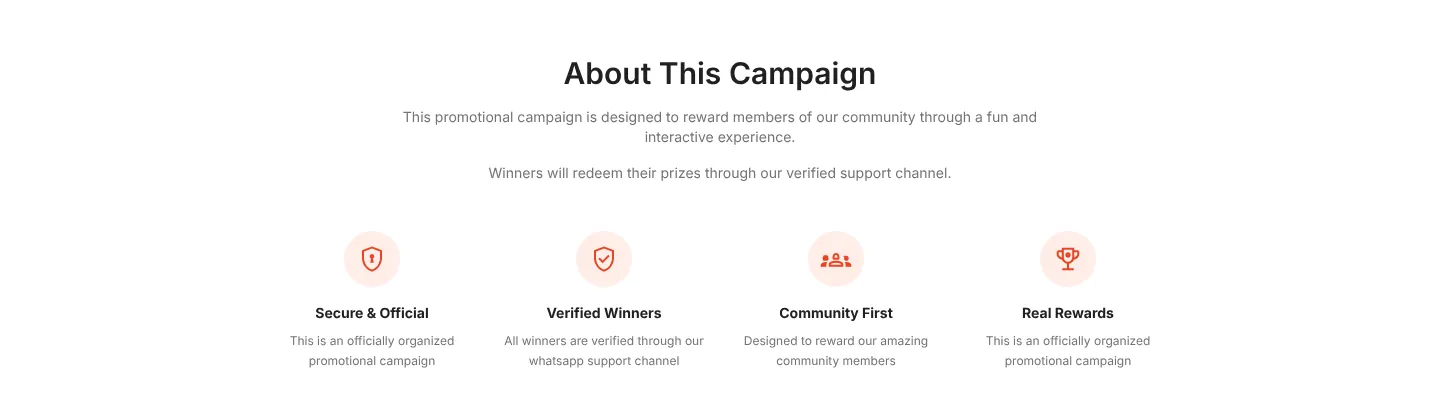 About This Campaign
This promotional campaign is designed to reward members of our community through a fun and
interactive experience.
Winners will redeem their prizes through our verified support channel.
Secure & Official
This is an officially organized
promotional campaign
Verified Winners
All winners are verified through our
whatsapp support channel
Community First
Designed to reward our amazing
community members
Real Rewards
This is an officially organized
promotional campaign